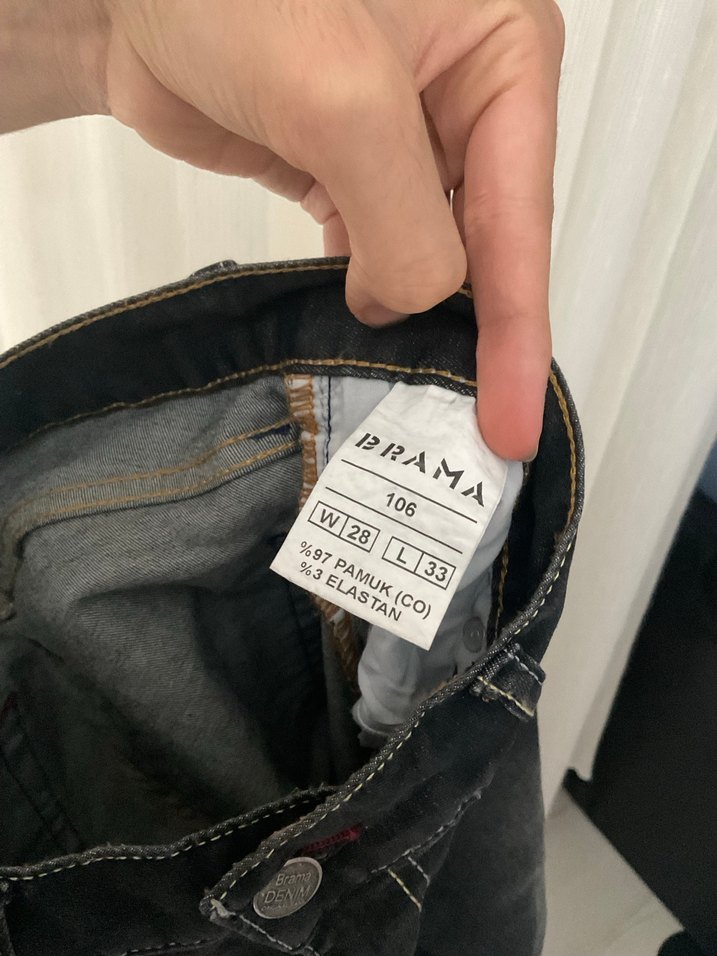 BRAMA
106
W 28 L 33
%97 PAMUK (CO)
%3 ELASTAN
Brama
DENIM